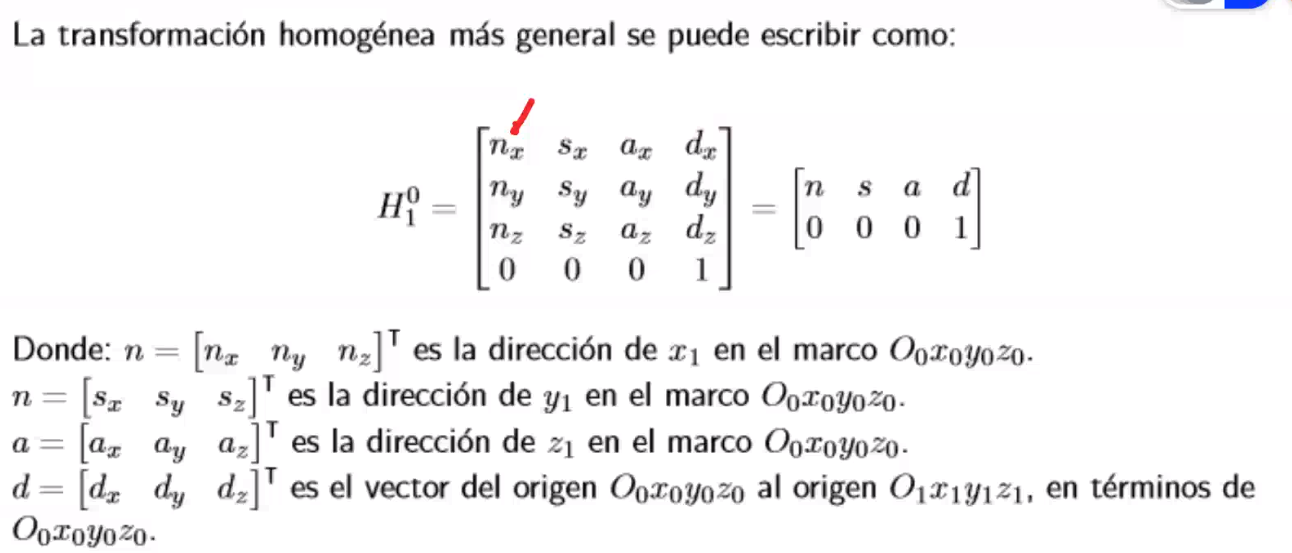 La transformación homogénea más general se puede escribir como:
$$H_1^0 = \begin{bmatrix} n_x & s_x & a_x & d_x \\ n_y & s_y & a_y & d_y \\ n_z & s_z & a_z & d_z \\ 0 & 0 & 0 & 1 \end{bmatrix} = \begin{bmatrix} n & s & a & d \\ 0 & 0 & 0 & 1 \end{bmatrix}$$
Donde: $n = \begin{bmatrix} n_x & n_y & n_z \end{bmatrix}^\mathsf{T}$ es la dirección de $x_1$ en el marco $O_0x_0y_0z_0$.
$n = \begin{bmatrix} s_x & s_y & s_z \end{bmatrix}^\mathsf{T}$ es la dirección de $y_1$ en el marco $O_0x_0y_0z_0$.
$a = \begin{bmatrix} a_x & a_y & a_z \end{bmatrix}^\mathsf{T}$ es la dirección de $z_1$ en el marco $O_0x_0y_0z_0$.
$d = \begin{bmatrix} d_x & d_y & d_z \end{bmatrix}^\mathsf{T}$ es el vector del origen $O_0x_0y_0z_0$ al origen $O_1x_1y_1z_1$, en términos de
$O_0x_0y_0z_0$.